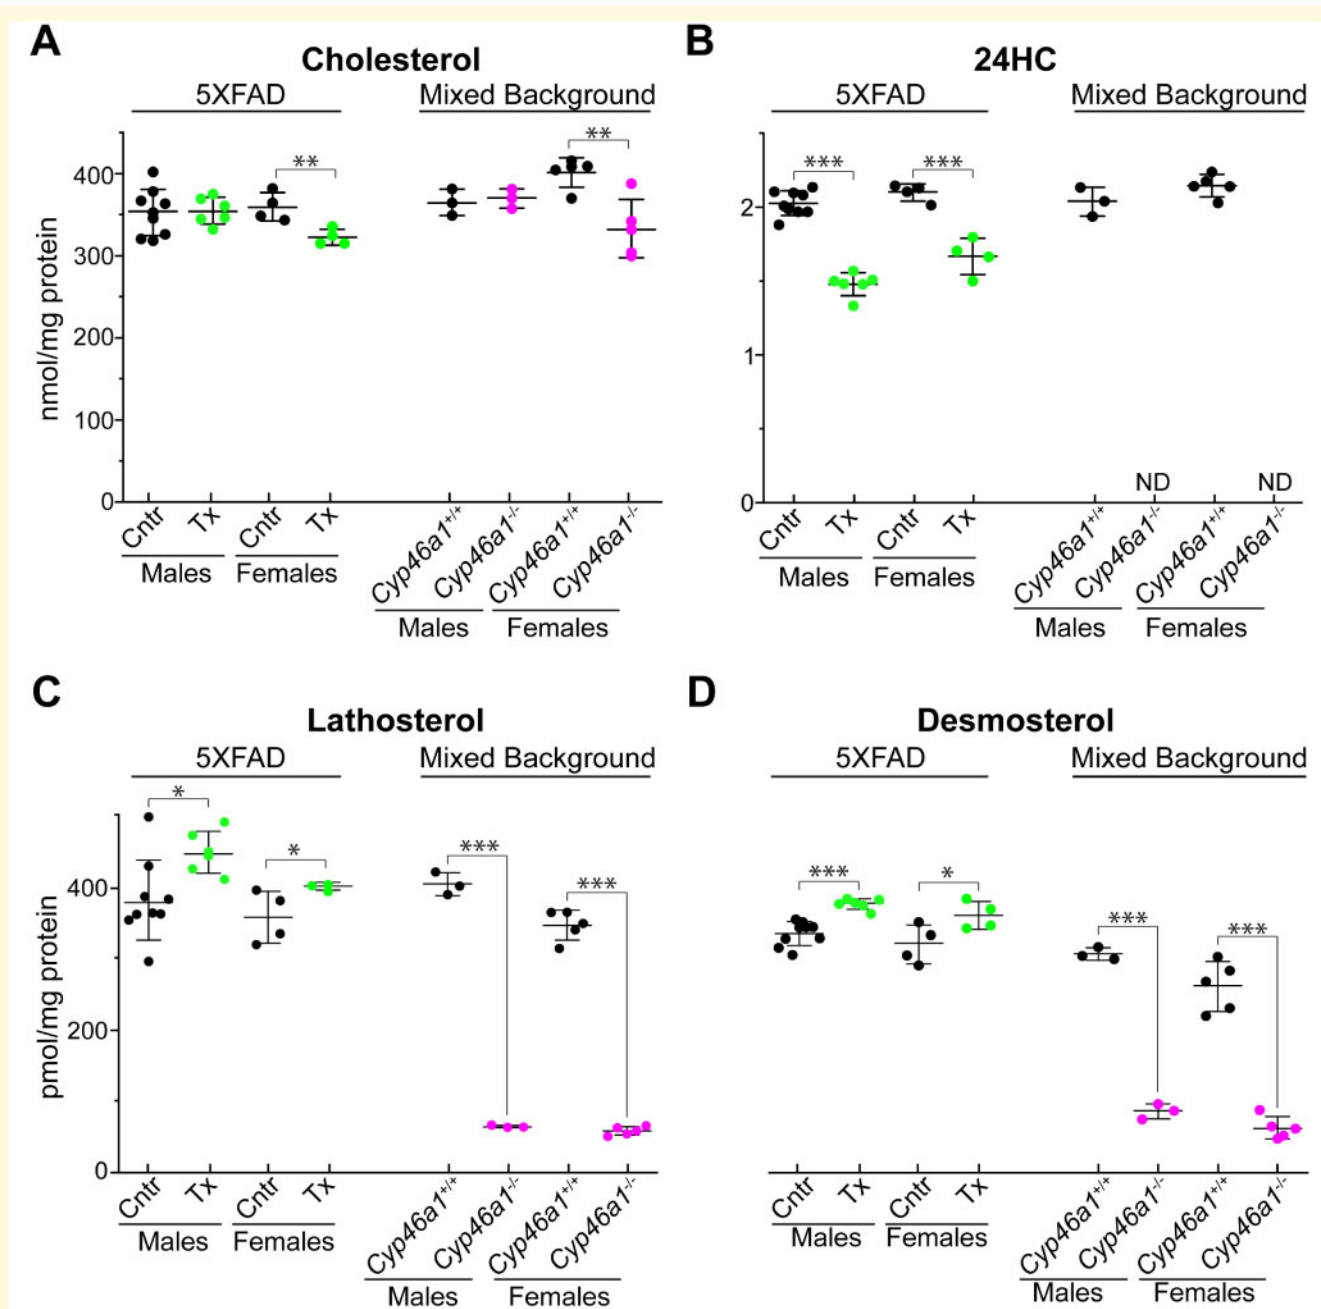 A
Cholesterol
5XFAD
Mixed Background
nmol/mg protein
400
300
200
100
0
**
**
Cntr
Tx
Cntr
Tx
Cyp46a1+/+
Cyp46a1-/-
Cyp46a1+/+
Cyp46a1-/-
Males
Females
Males
Females
B
24HC
5XFAD
Mixed Background
2
1
0
***
***
ND
ND
Cntr
Tx
Cntr
Tx
Cyp46a1+/+
Cyp46a1-/-
Cyp46a1+/+
Cyp46a1-/-
Males
Females
Males
Females
C
Lathosterol
5XFAD
Mixed Background
pmol/mg protein
400
200
0
*
*
***
***
Cntr
Tx
Cntr
Tx
Cyp46a1+/+
Cyp46a1-/-
Cyp46a1+/+
Cyp46a1-/-
Males
Females
Males
Females
D
Desmosterol
5XFAD
Mixed Background
***
*
***
***
Cntr
Tx
Cntr
Tx
Cyp46a1+/+
Cyp46a1-/-
Cyp46a1+/+
Cyp46a1-/-
Males
Females
Males
Females